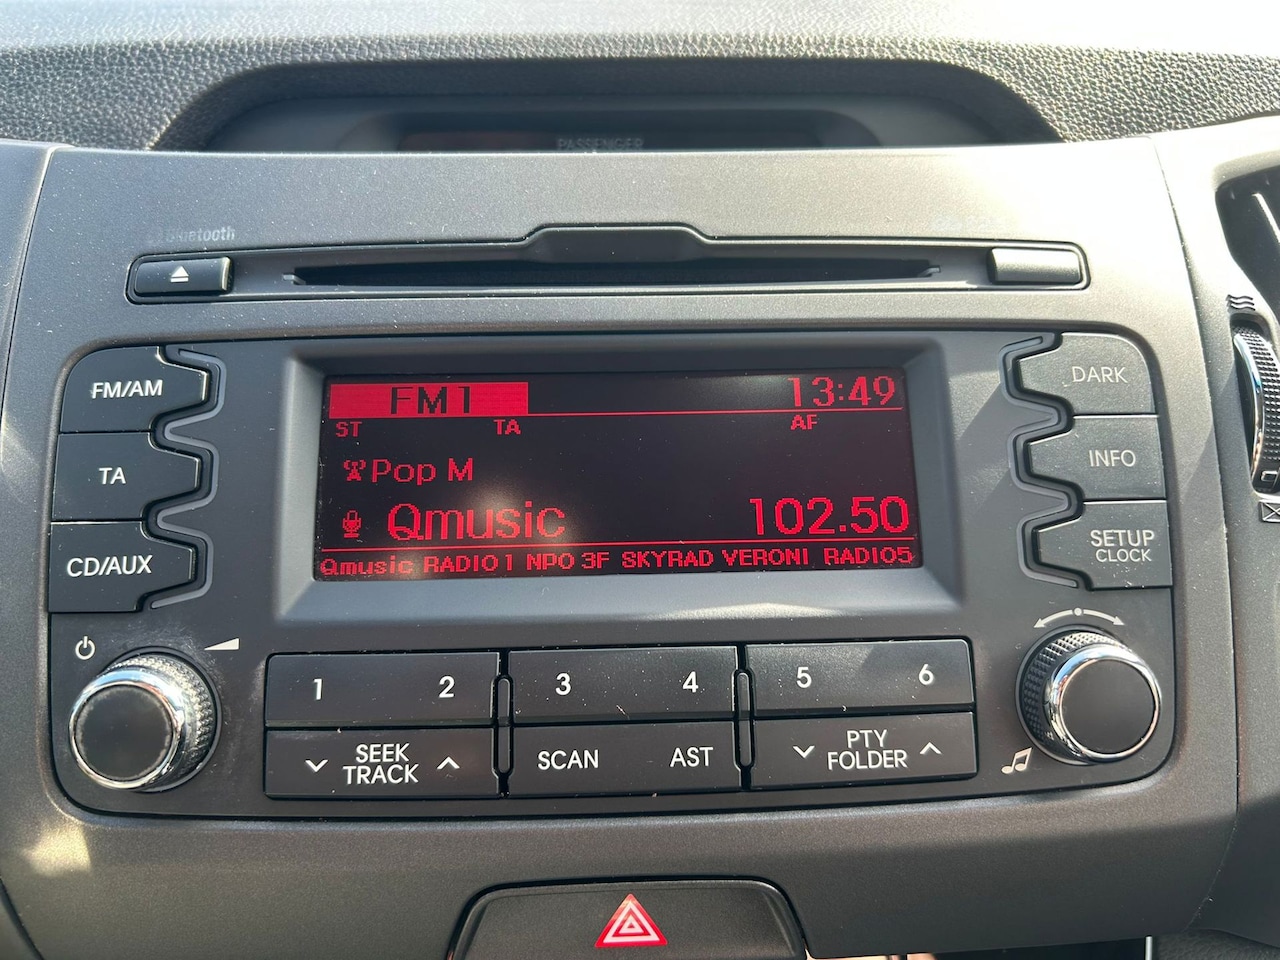 PASSENGER
Bluetooth
FM/AM
TA
CD/AUX
FM1 13:49
ST TA AF
Pop M
Qmusic 102.50
Qmusic RADIO1 NPO 3F SKYRAD VERONI RADIO5
DARK
INFO
SETUP
CLOCK
1 2 3 4 5 6
SEEK
TRACK
SCAN
AST
PTY
FOLDER